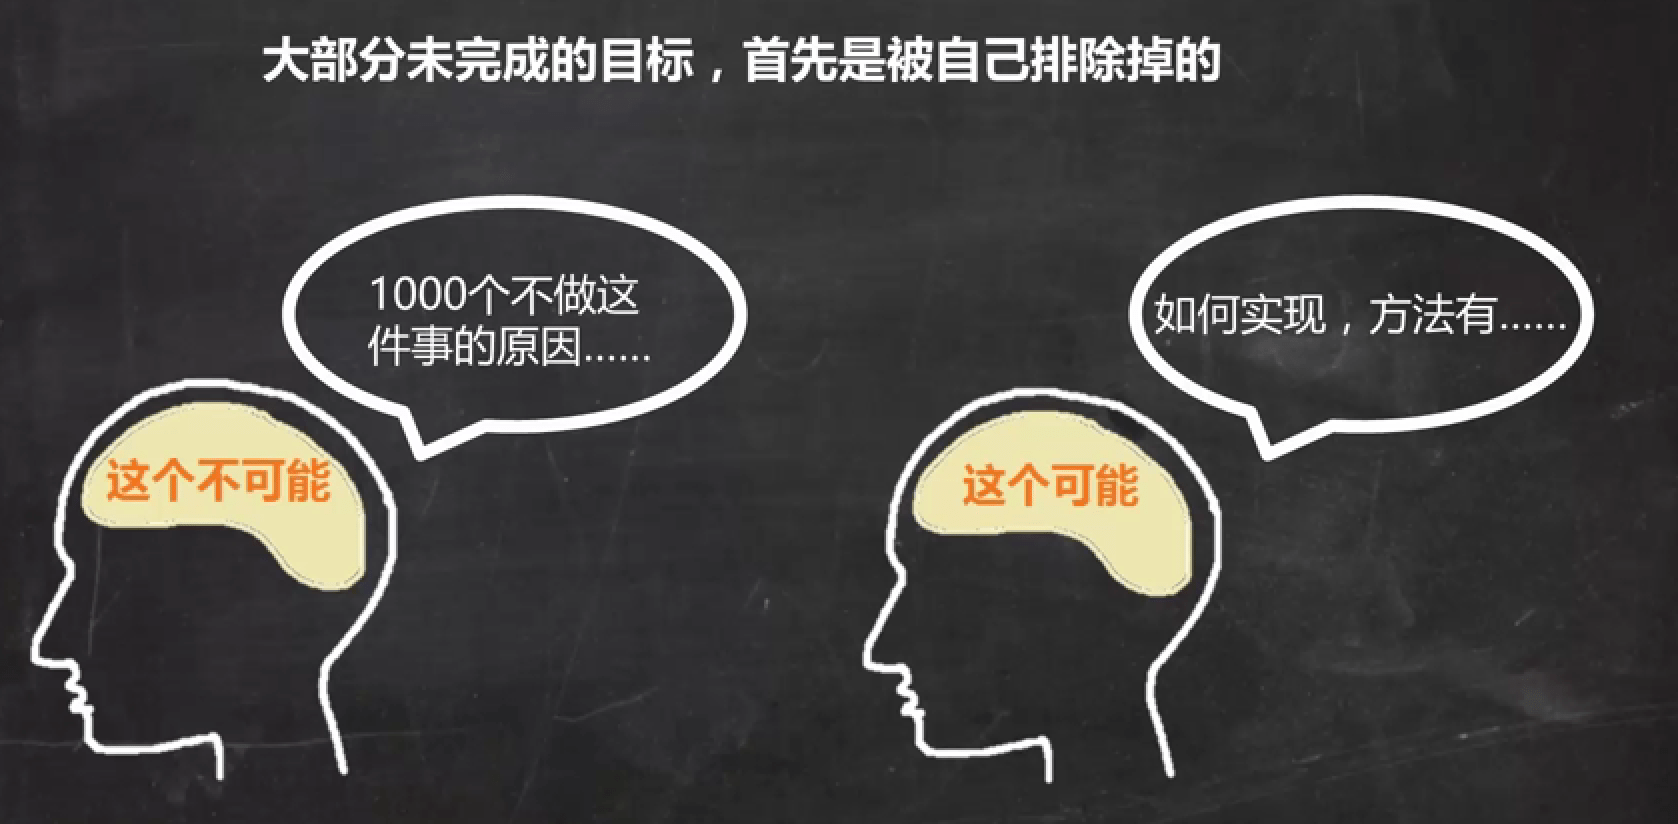 大部分未完成的目标，首先是被自己排除掉的
1000个不做这
件事的原因......
这个不可能
如何实现，方法有......
这个可能